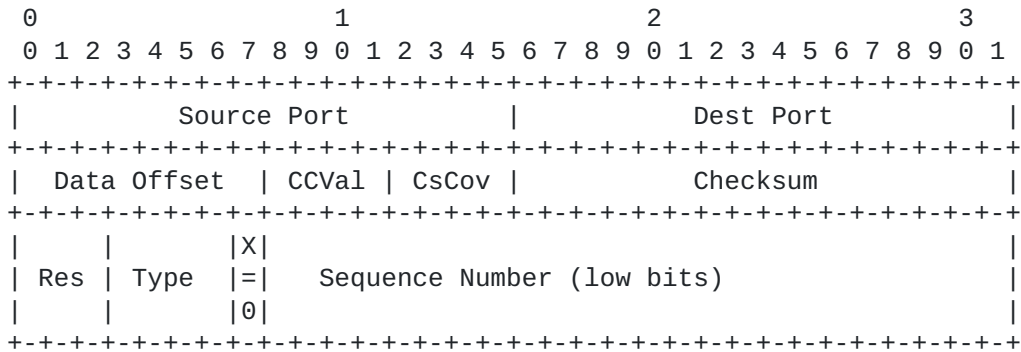 0                   1                   2                   3
 0 1 2 3 4 5 6 7 8 9 0 1 2 3 4 5 6 7 8 9 0 1 2 3 4 5 6 7 8 9 0 1
+-+-+-+-+-+-+-+-+-+-+-+-+-+-+-+-+-+-+-+-+-+-+-+-+-+-+-+-+-+-+-+-+
|          Source Port          |           Dest Port           |
+-+-+-+-+-+-+-+-+-+-+-+-+-+-+-+-+-+-+-+-+-+-+-+-+-+-+-+-+-+-+-+-+
|  Data Offset  | CCVal | CsCov |           Checksum            |
+-+-+-+-+-+-+-+-+-+-+-+-+-+-+-+-+-+-+-+-+-+-+-+-+-+-+-+-+-+-+-+-+
|     |       |X|                                               |
| Res | Type  |=|   Sequence Number (low bits)                  |
|     |       |0|                                               |
+-+-+-+-+-+-+-+-+-+-+-+-+-+-+-+-+-+-+-+-+-+-+-+-+-+-+-+-+-+-+-+-+